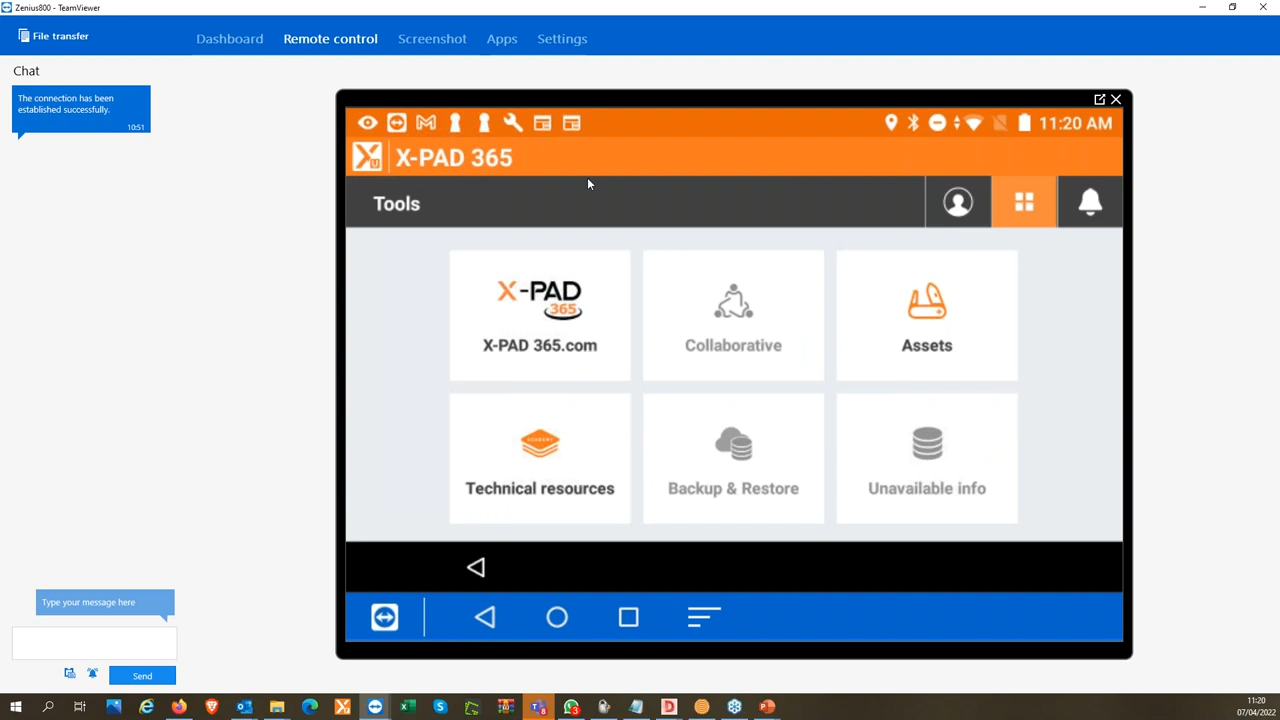 Zenius800 - TeamViewer
File transfer
Dashboard
Remote control
Screenshot
Apps
Settings
Chat
The connection has been
established successfully.
10:51
11:20 AM
X-PAD 365
Tools
X-PAD
365
X-PAD 365.com
Collaborative
Assets
Technical resources
Backup & Restore
Unavailable info
Type your message here
Send
11:20
07/04/2022